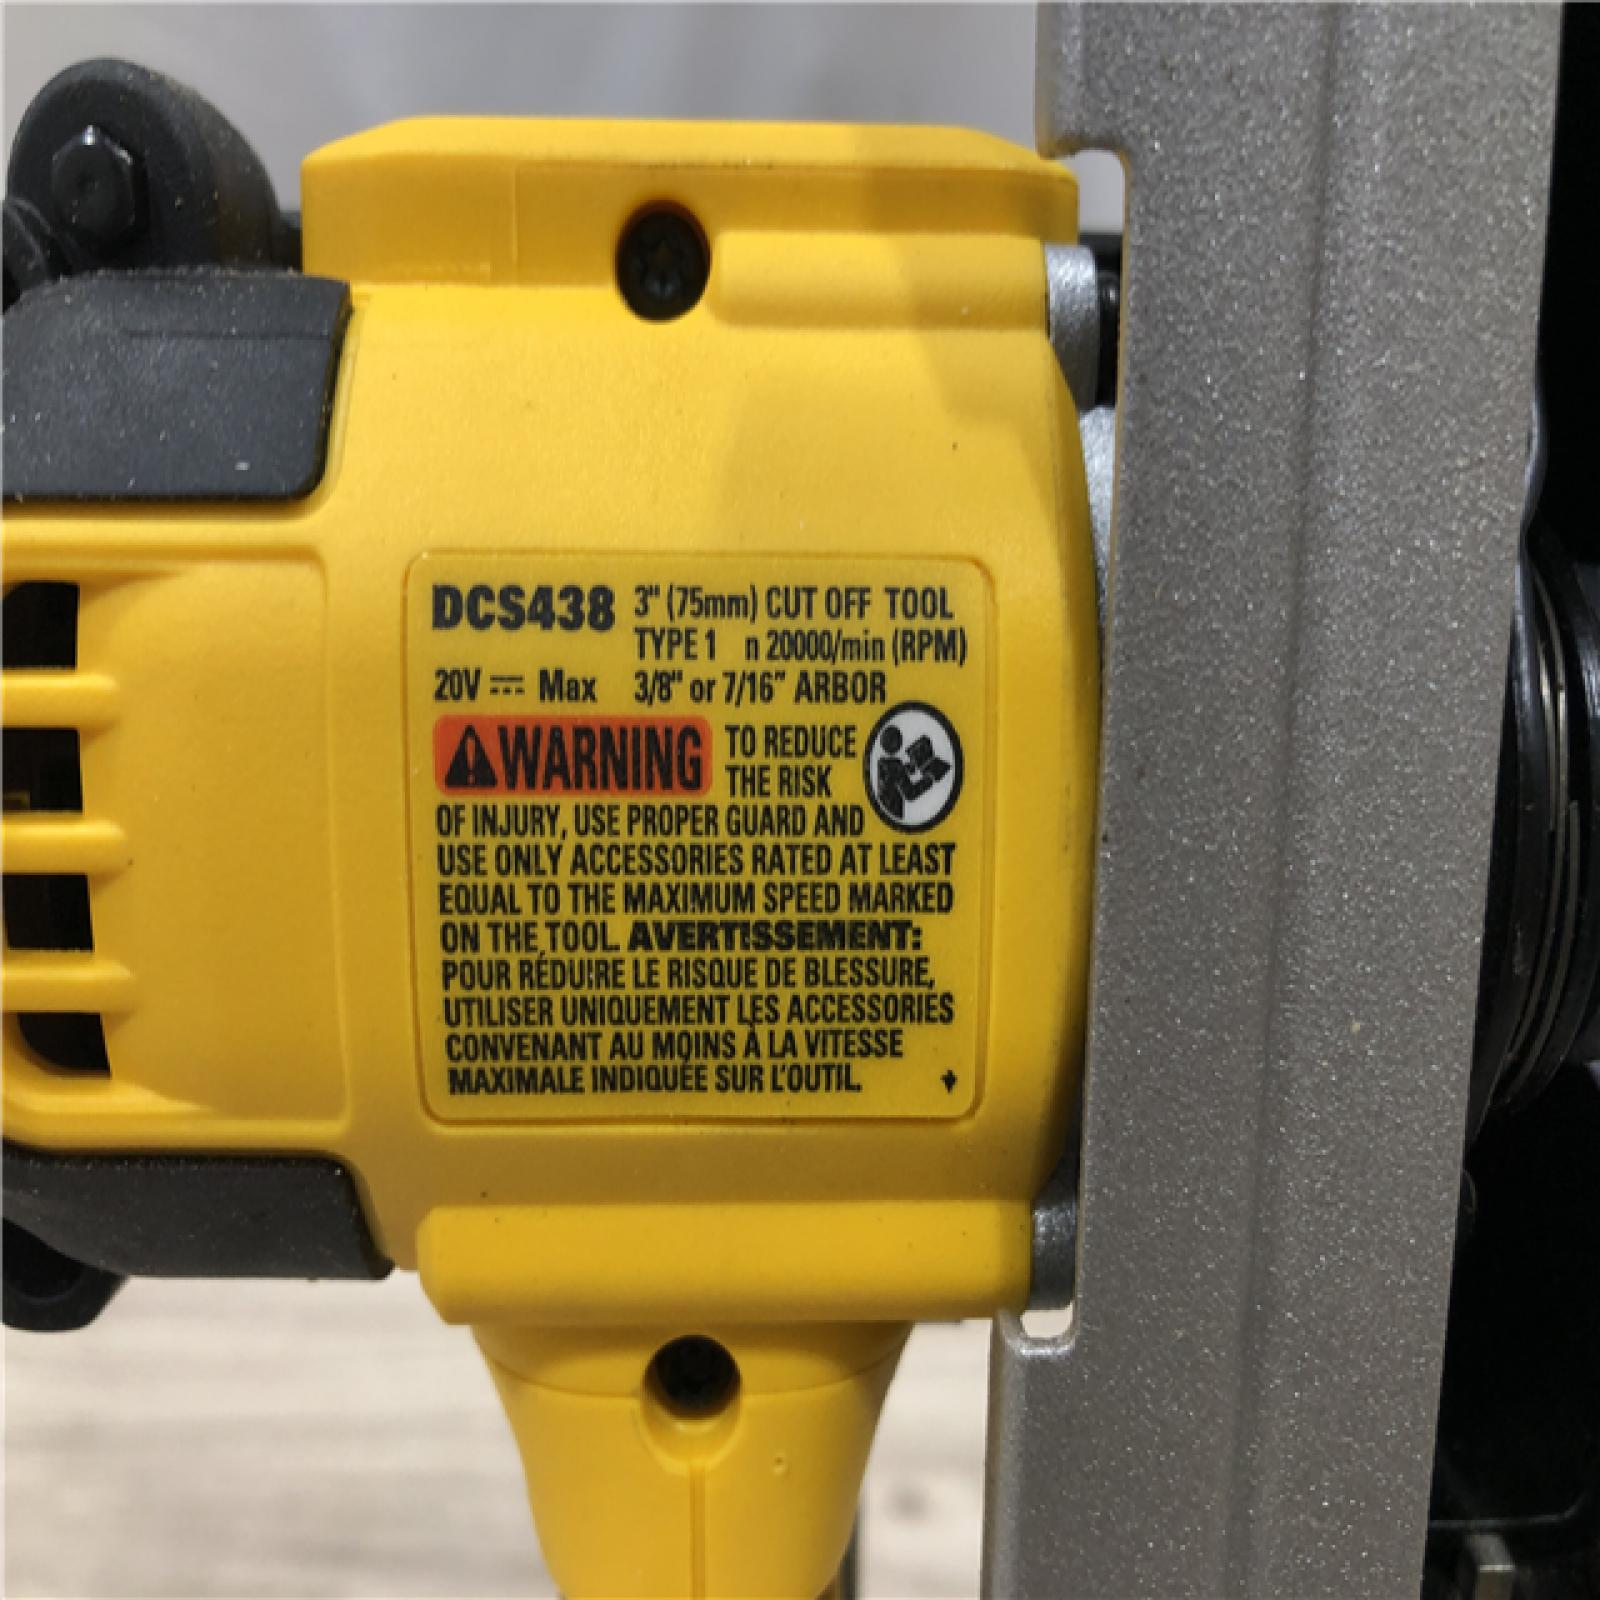 DCS438 3" (75mm) CUT OFF TOOL
TYPE 1 n 20000/min (RPM)
20V ⎓ Max 3/8" or 7/16" ARBOR
WARNING TO REDUCE
THE RISK
OF INJURY, USE PROPER GUARD AND
USE ONLY ACCESSORIES RATED AT LEAST
EQUAL TO THE MAXIMUM SPEED MARKED
ON THE TOOL. AVERTISSEMENT:
POUR RÉDUIRE LE RISQUE DE BLESSURE,
UTILISER UNIQUEMENT LES ACCESSORIES
CONVENANT AU MOINS À LA VITESSE
MAXIMALE INDIQUÉE SUR L'OUTIL.